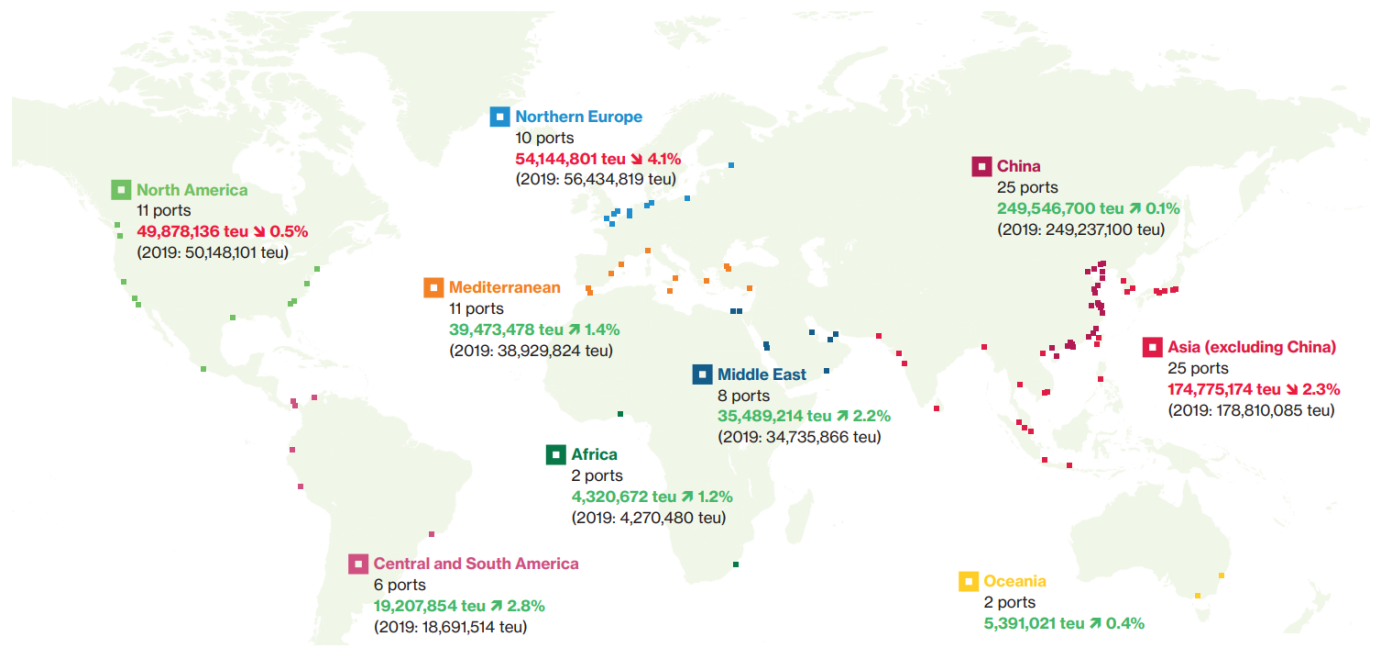 Northern Europe
10 ports
54,144,801 teu ↘ 4.1%
(2019: 56,434,819 teu)
China
25 ports
249,546,700 teu ↗ 0.1%
(2019: 249,237,100 teu)
North America
11 ports
49,878,136 teu ↘ 0.5%
(2019: 50,148,101 teu)
Mediterranean
11 ports
39,473,478 teu ↗ 1.4%
(2019: 38,929,824 teu)
Asia (excluding China)
25 ports
174,775,174 teu ↘ 2.3%
(2019: 178,810,085 teu)
Middle East
8 ports
35,489,214 teu ↗ 2.2%
(2019: 34,735,866 teu)
Africa
2 ports
4,320,672 teu ↗ 1.2%
(2019: 4,270,480 teu)
Central and South America
6 ports
19,207,854 teu ↗ 2.8%
(2019: 18,691,514 teu)
Oceania
2 ports
5,391,021 teu ↗ 0.4%